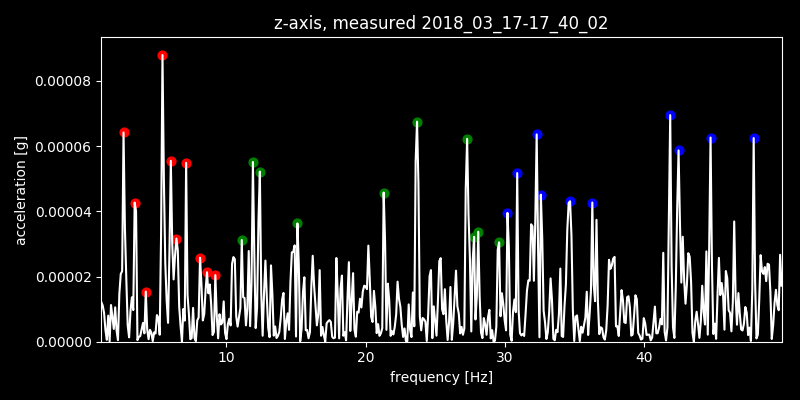 z-axis, measured 2018_03_17-17_40_02
0.00008
0.00006
0.00004
0.00002
0.00000
acceleration [g]
10 20 30 40
frequency [Hz]